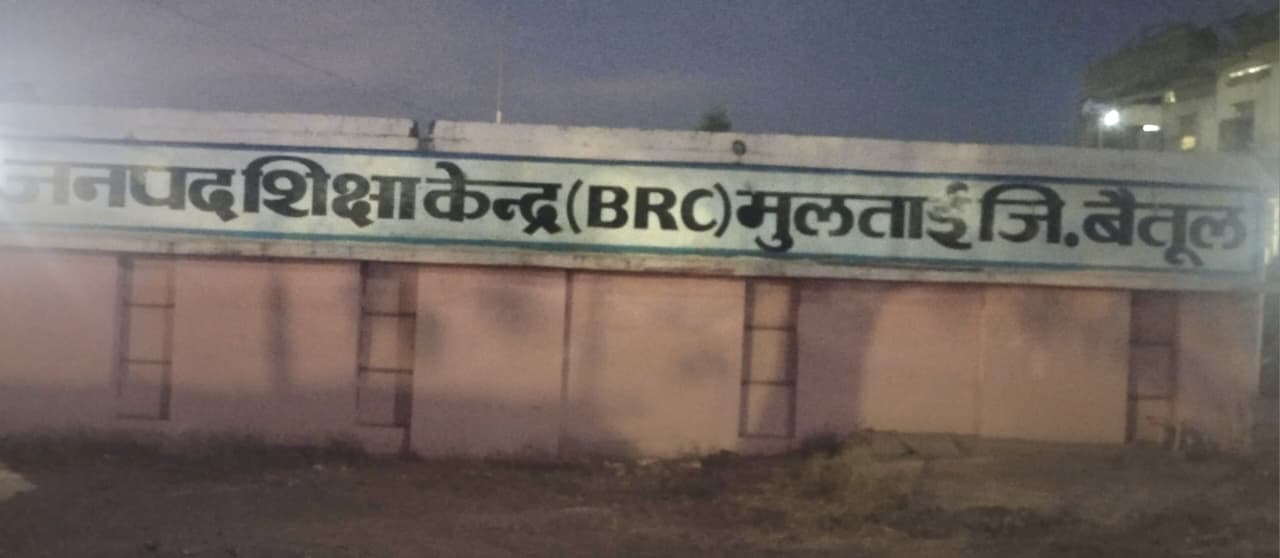 जनपद शिक्षा केन्द्र (BRC) मुलताई जि. बैतूल